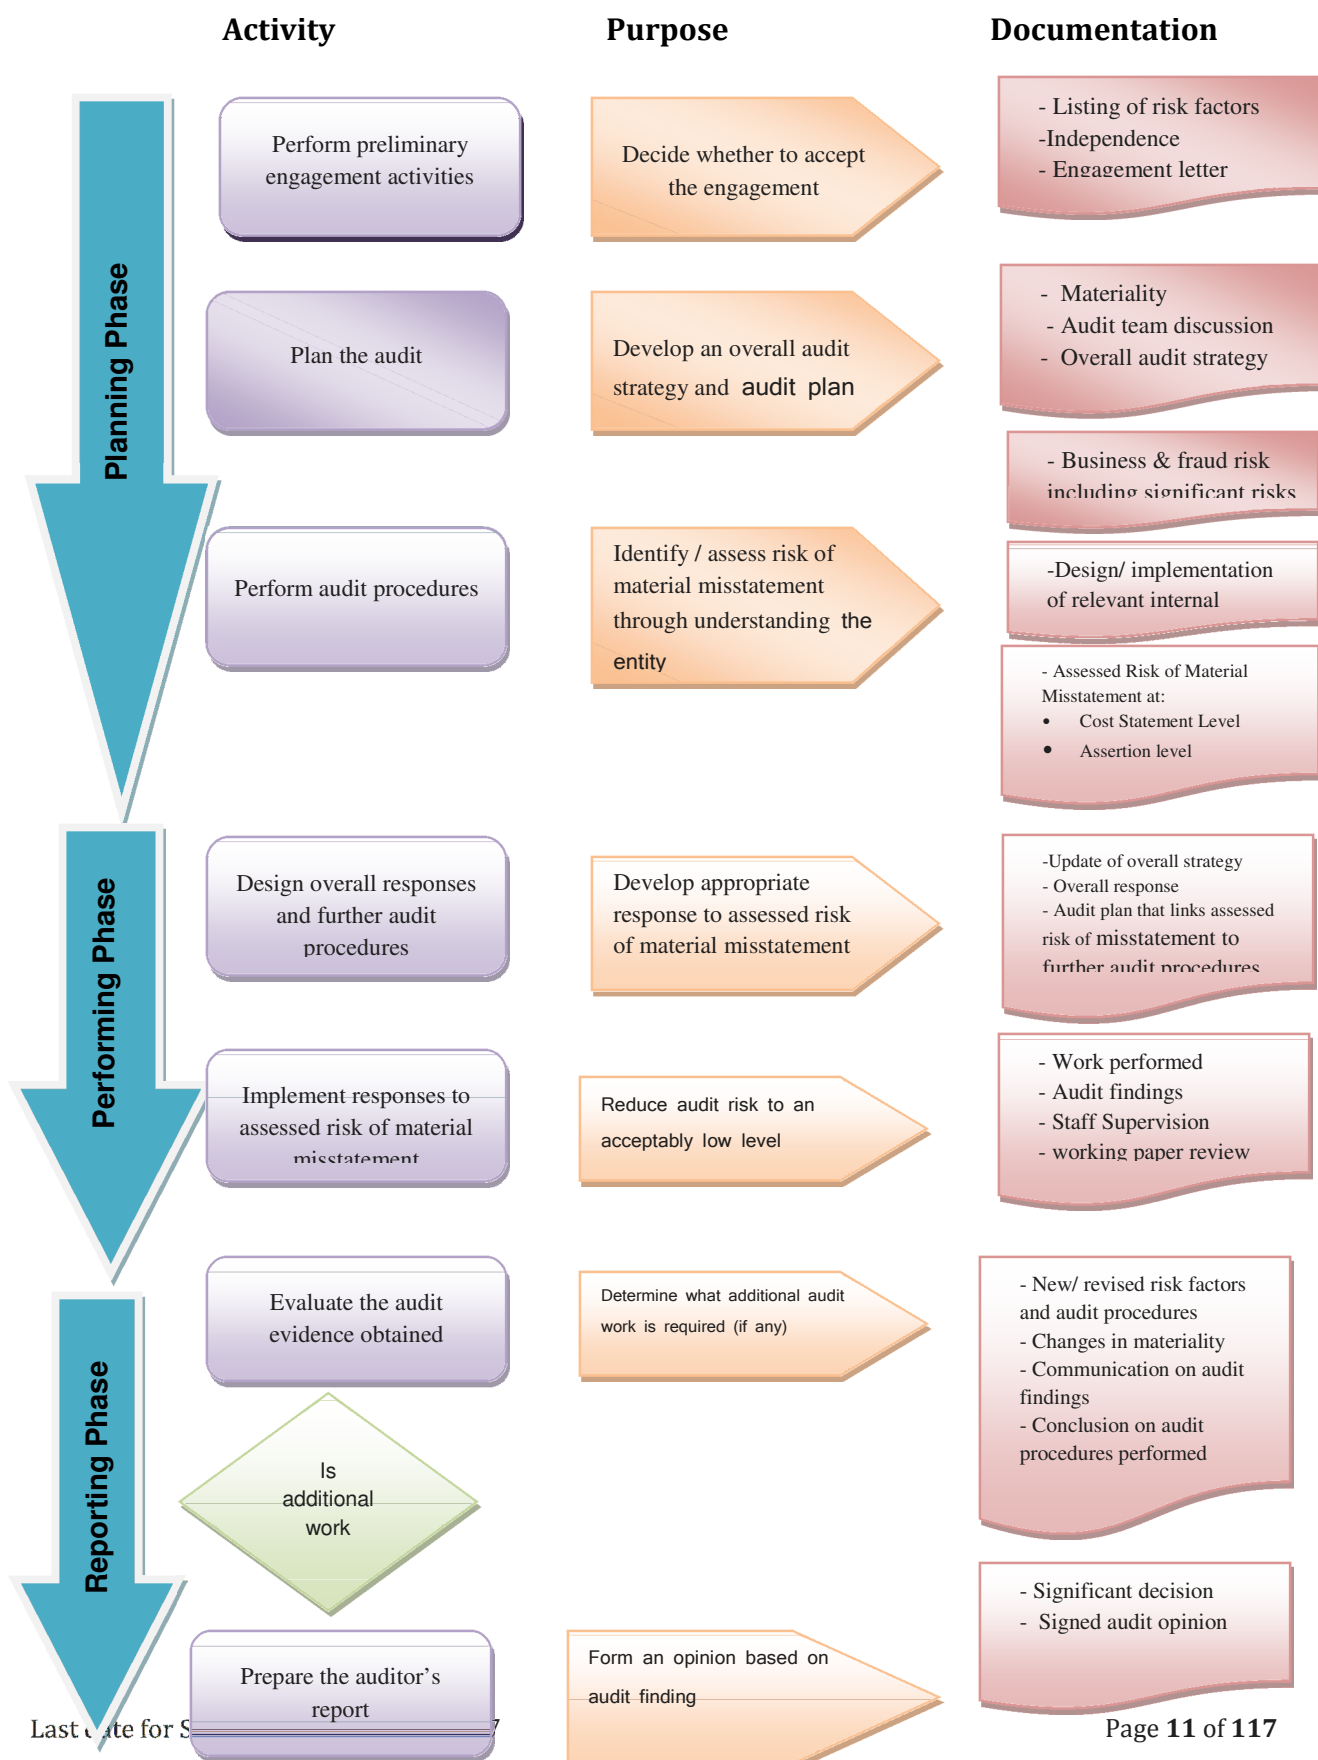 Activity
Purpose
Documentation
Planning Phase
Perform preliminary
engagement activities
Decide whether to accept
the engagement
- Listing of risk factors
-Independence
- Engagement letter
Plan the audit
Develop an overall audit
strategy and audit plan
- Materiality
- Audit team discussion
- Overall audit strategy
- Business & fraud risk
including significant risks
Perform audit procedures
Identify / assess risk of
material misstatement
through understanding the
entity
-Design/ implementation
of relevant internal
- Assessed Risk of Material
Misstatement at:
• Cost Statement Level
• Assertion level
Performing Phase
Design overall responses
and further audit
procedures
Develop appropriate
response to assessed risk
of material misstatement
-Update of overall strategy
- Overall response
- Audit plan that links assessed
risk of misstatement to
further audit procedures
Implement responses to
assessed risk of material
misstatement
Reduce audit risk to an
acceptably low level
- Work performed
- Audit findings
- Staff Supervision
- working paper review
Reporting Phase
Evaluate the audit
evidence obtained
Determine what additional audit
work is required (if any)
- New/ revised risk factors
and audit procedures
- Changes in materiality
- Communication on audit
findings
- Conclusion on audit
procedures performed
Is
additional
work
- Significant decision
- Signed audit opinion
Prepare the auditor's
report
Form an opinion based on
audit finding
Last for
Page 11 of 117